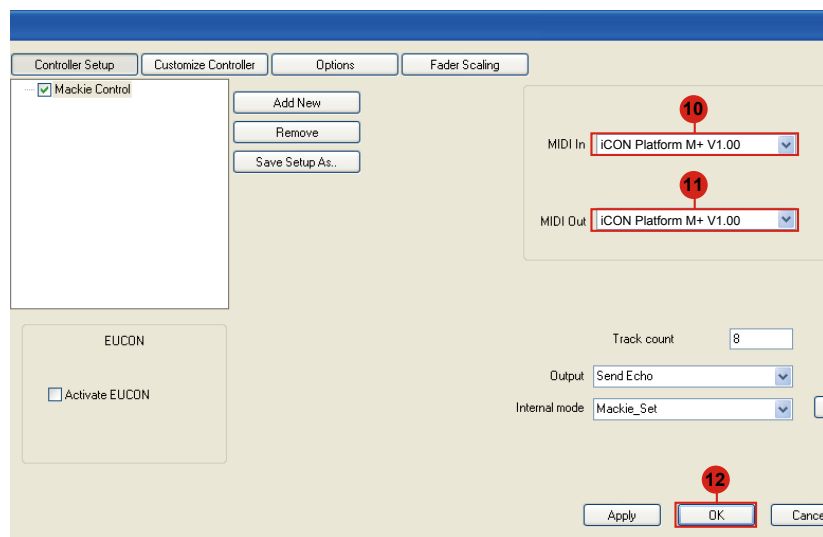 Controller Setup Customize Controller Options Fader Scaling
Mackie Control
Add New
Remove
Save Setup As..
10
MIDI In iCON Platform M+ V1.00
11
MIDI Out iCON Platform M+ V1.00
EUCON
Activate EUCON
Track count 8
Output Send Echo
Internal mode Mackie_Set
12
Apply OK Cance